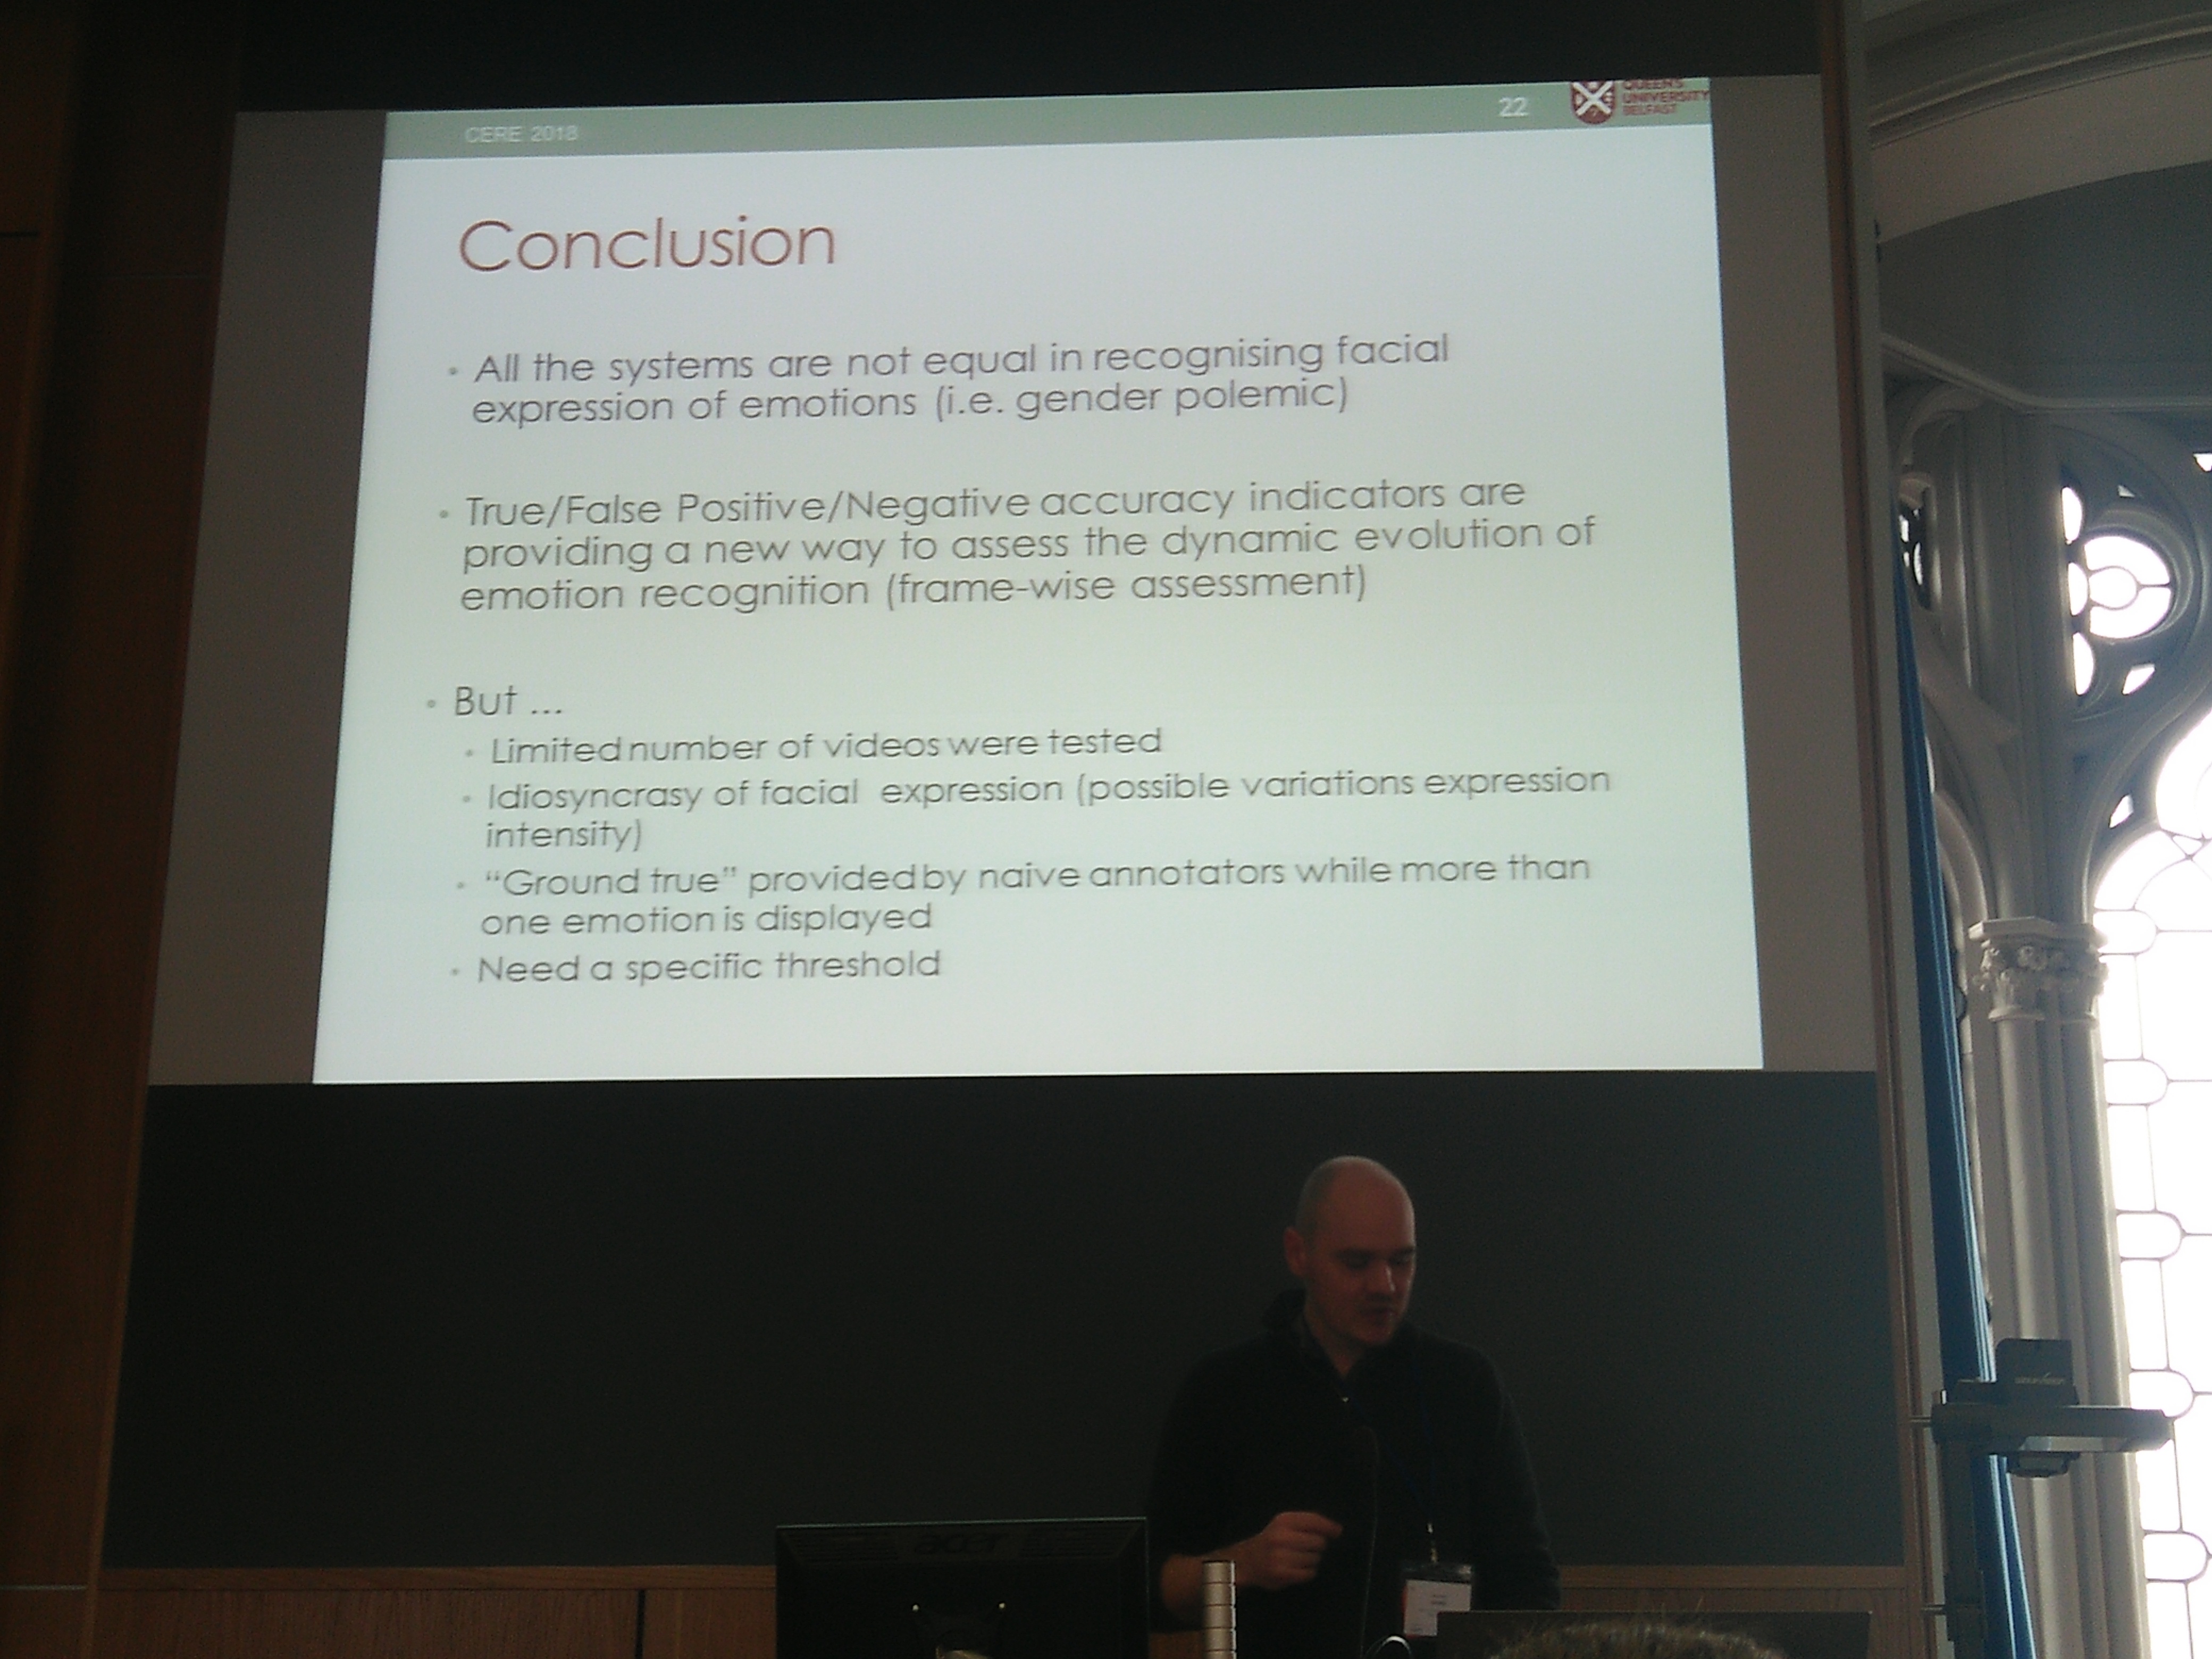 CERE 2018
22
QUEEN'S
UNIVERSITY
BELFAST
Conclusion
• All the systems are not equal in recognising facial
expression of emotions (i.e. gender polemic)
• True/False Positive/Negative accuracy indicators are
providing a new way to assess the dynamic evolution of
emotion recognition (frame-wise assessment)
• But ...
• Limited number of videos were tested
• Idiosyncrasy of facial expression (possible variations expression
intensity)
• “Ground true” provided by naive annotators while more than
one emotion is displayed
• Need a specific threshold
acer